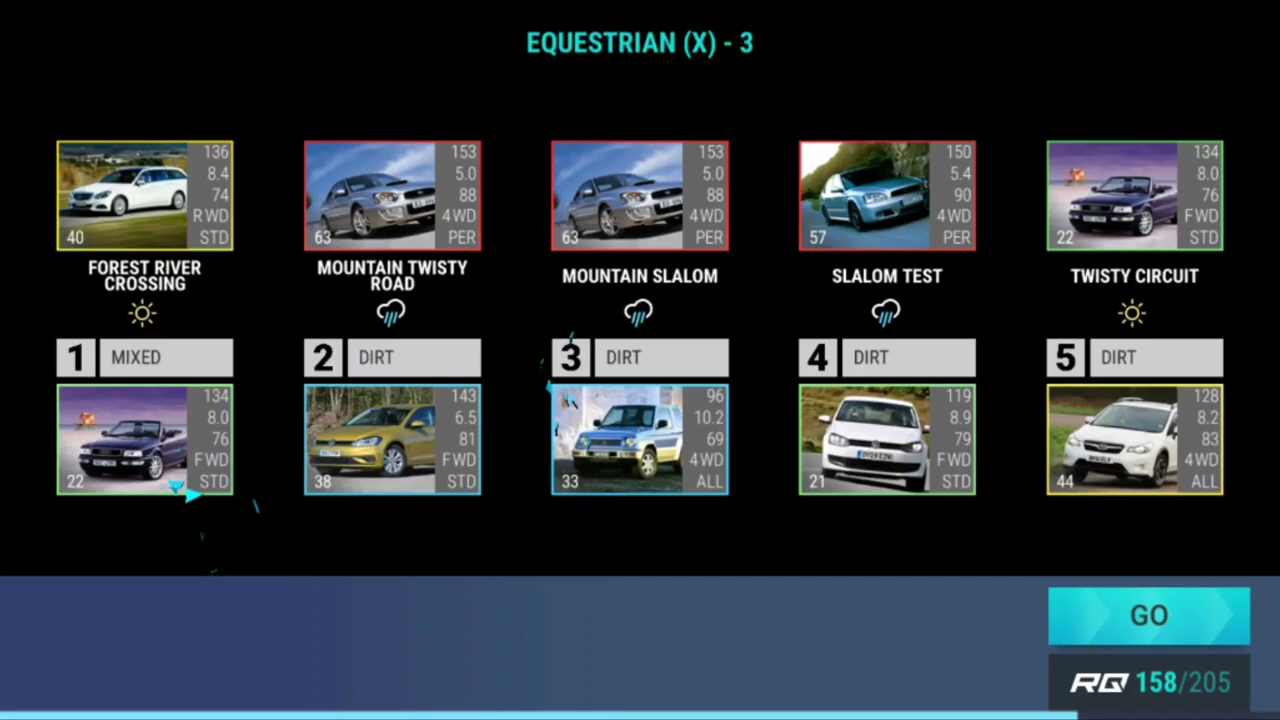 EQUESTRIAN (X) - 3
136
8.4
74
RWD
40 STD
153
5.0
88
4WD
63 PER
153
5.0
88
4WD
63 PER
150
5.4
90
4WD
57 PER
134
8.0
76
FWD
22 STD
FOREST RIVER
CROSSING
MOUNTAIN TWISTY
ROAD
MOUNTAIN SLALOM
SLALOM TEST
TWISTY CIRCUIT
1 MIXED
2 DIRT
3 DIRT
4 DIRT
5 DIRT
134
8.0
76
FWD
22 STD
143
6.5
81
FWD
38 STD
96
10.2
69
4WD
33 ALL
119
8.9
79
FWD
21 STD
128
8.2
83
4WD
44 ALL
GO
RQ 158/205